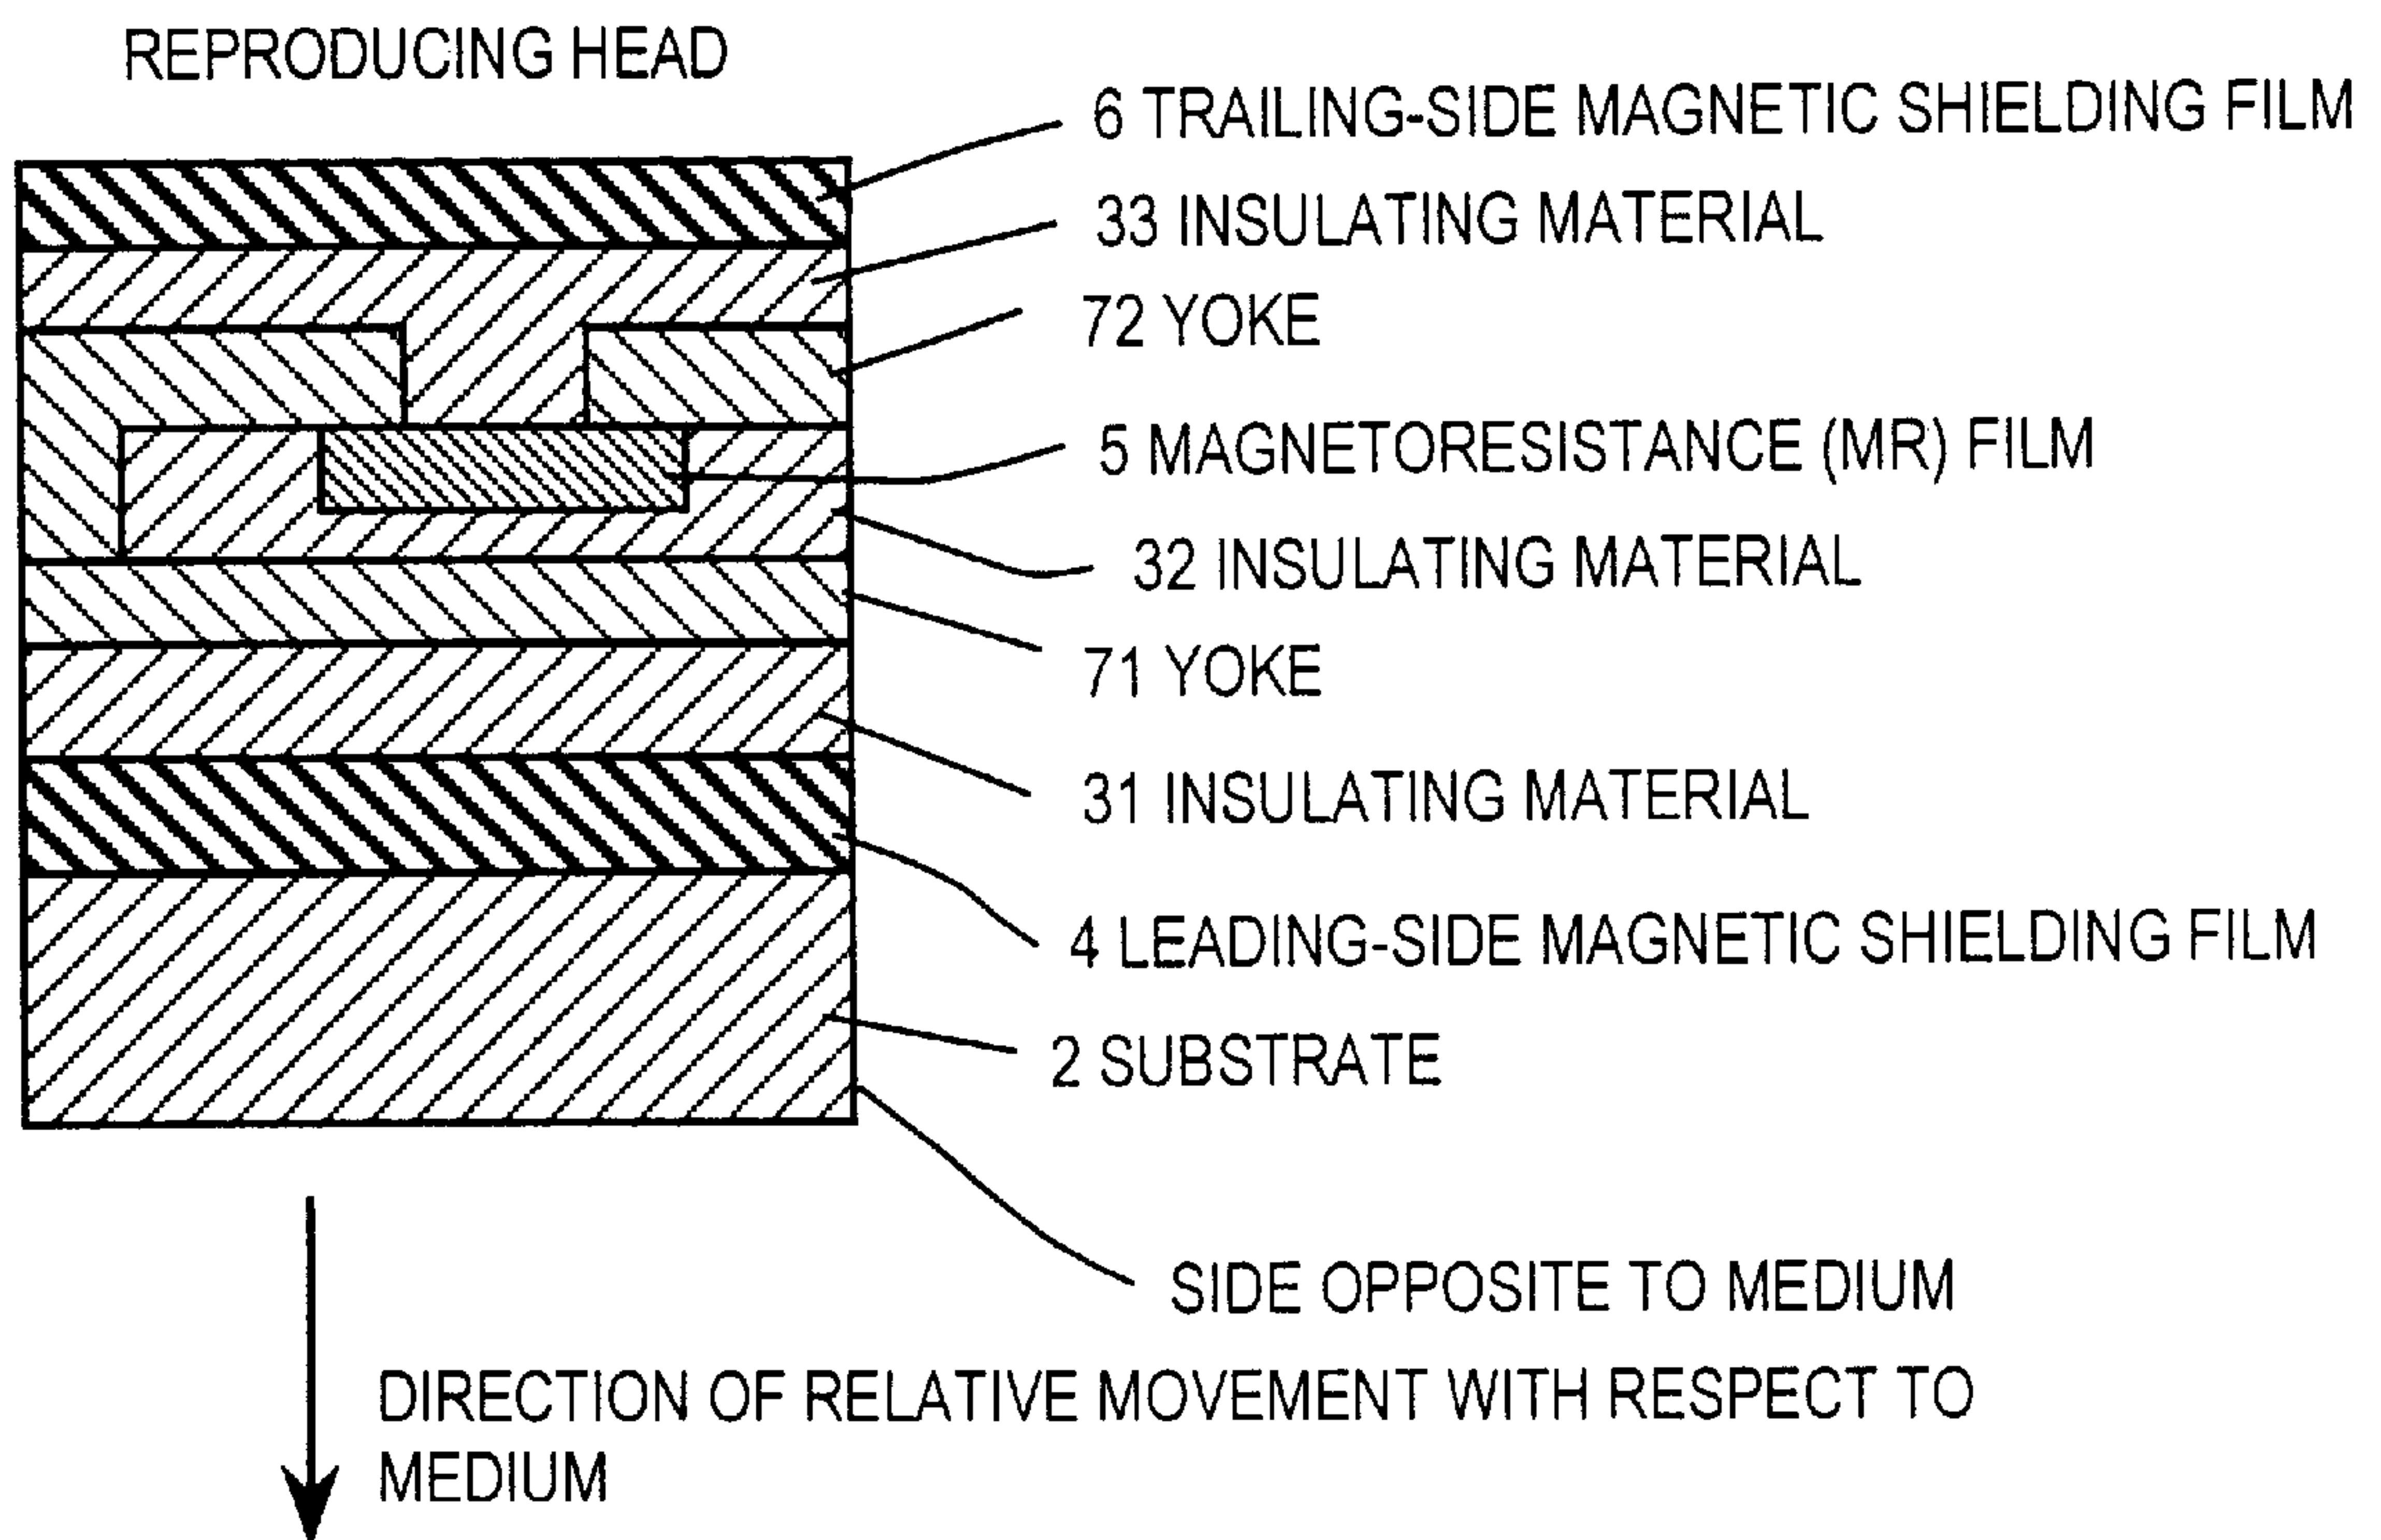 REPRODUCING HEAD
6 TRAILING-SIDE MAGNETIC SHIELDING FILM
33 INSULATING MATERIAL
72 YOKE
5 MAGNETORESISTANCE (MR) FILM
32 INSULATING MATERIAL
71 YOKE
31 INSULATING MATERIAL
4 LEADING-SIDE MAGNETIC SHIELDING FILM
2 SUBSTRATE
SIDE OPPOSITE TO MEDIUM
DIRECTION OF RELATIVE MOVEMENT WITH RESPECT TO
MEDIUM